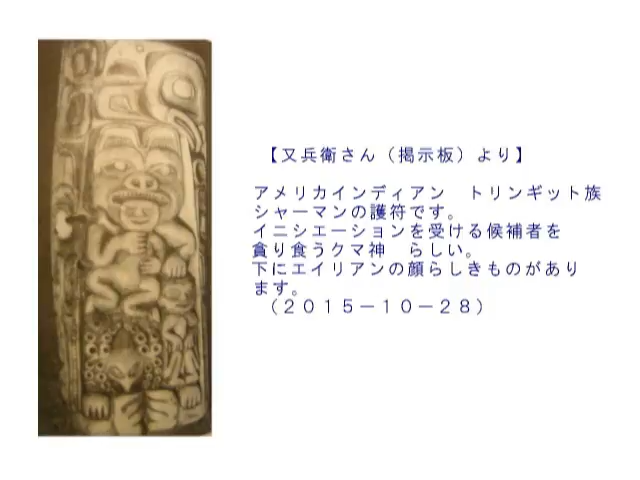 【又兵衛さん（掲示板）より】
アメリカインディアン　トリンギット族
シャーマンの護符です。
イニシエーションを受ける候補者を
貪り食うクマ神　らしい。
下にエイリアンの顔らしきものがあり
ます。
（２０１５－１０－２８）